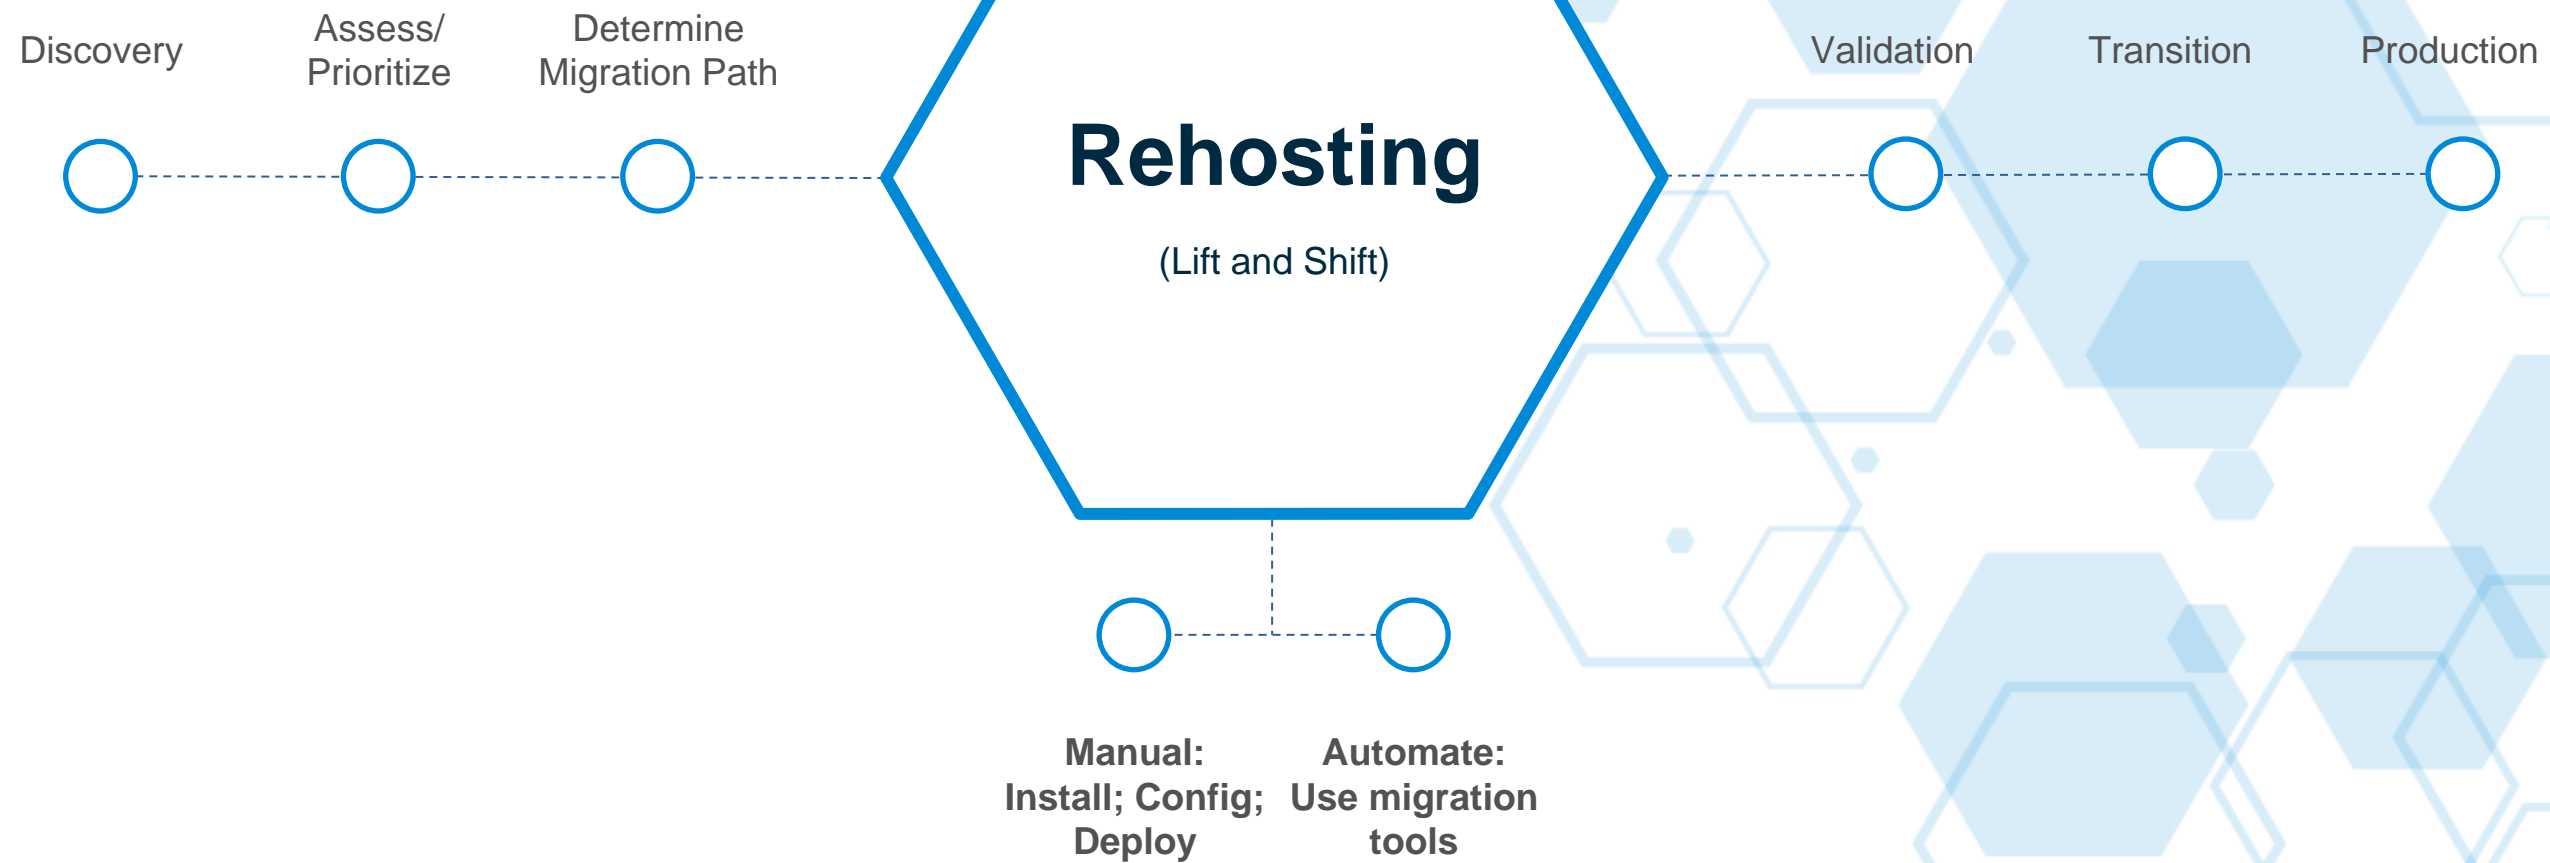 Discovery
Assess/
Prioritize
Determine
Migration Path
Rehosting
(Lift and Shift)
Validation
Transition
Production
Manual:
Install; Config;
Deploy
Automate:
Use migration
tools